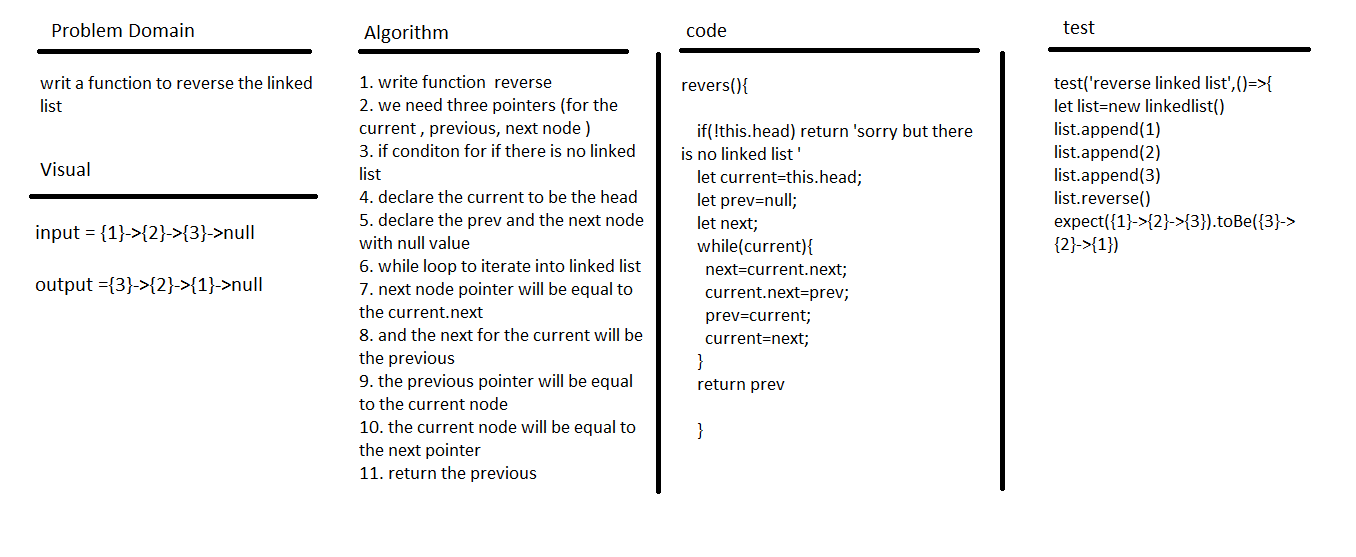 Problem Domain
writ a function to reverse the linked
list
Visual
input = {1}->{2}->{3}->null
output ={3}->{2}->{1}->null
Algorithm
1. write function  reverse
2. we need three pointers (for the
current , previous, next node )
3. if conditon for if there is no linked
list
4. declare the current to be the head
5. declare the prev and the next node
with null value
6. while loop to iterate into linked list
7. next node pointer will be equal to
the current.next
8. and the next for the current will be
the previous
9. the previous pointer will be equal
to the current node
10. the current node will be equal to
the next pointer
11. return the previous
code
revers(){
if(!this.head) return 'sorry but there
is no linked list '
let current=this.head;
let prev=null;
let next;
while(current){
next=current.next;
current.next=prev;
prev=current;
current=next;
}
return prev
}
test
test('reverse linked list',()=>{
let list=new linkedlist()
list.append(1)
list.append(2)
list.append(3)
list.reverse()
expect({1}->{2}->{3}).toBe({3}->
{2}->{1})